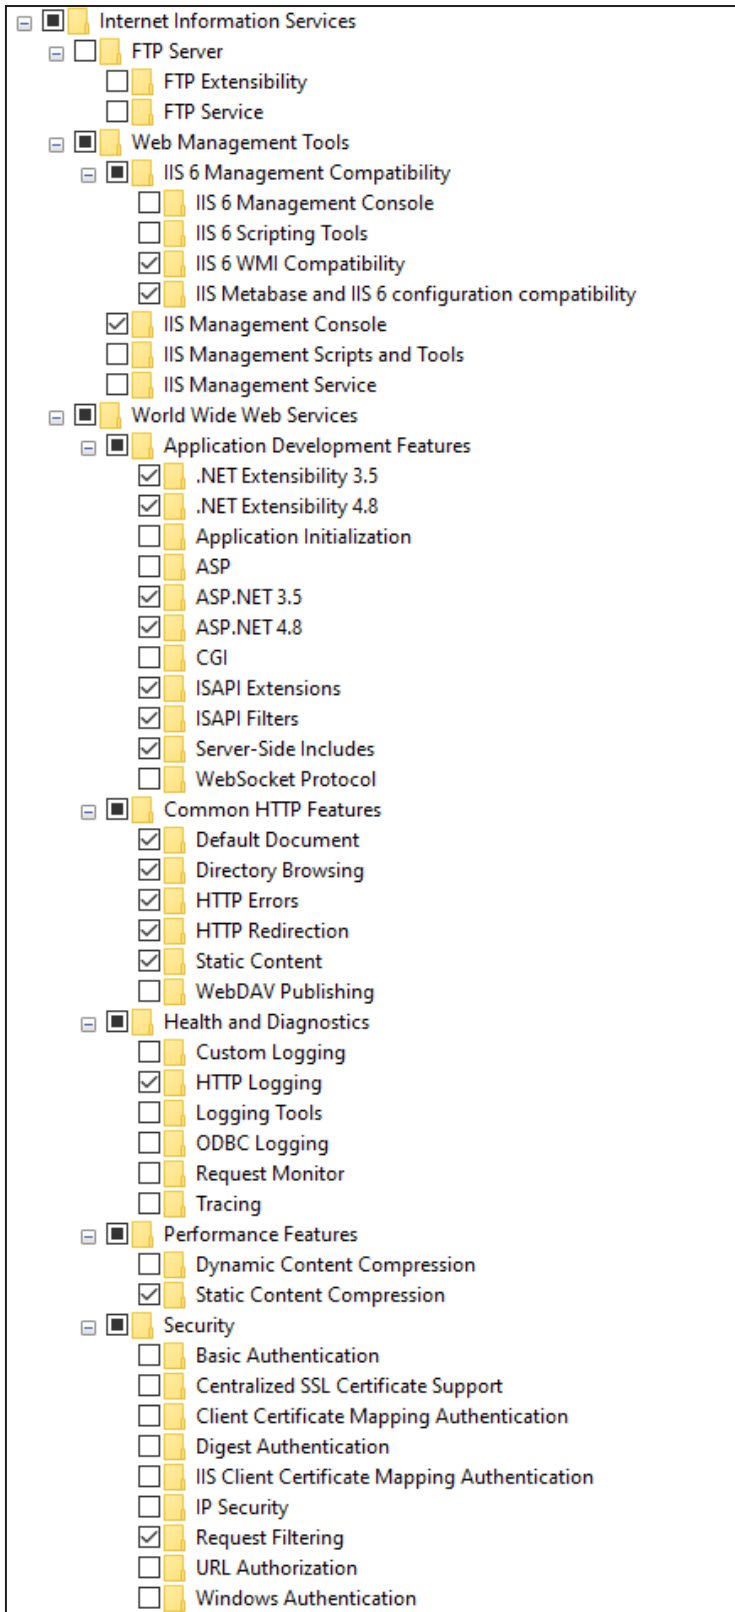 Internet Information Services
FTP Server
FTP Extensibility
FTP Service
Web Management Tools
IIS 6 Management Compatibility
IIS 6 Management Console
IIS 6 Scripting Tools
IIS 6 WMI Compatibility
IIS Metabase and IIS 6 configuration compatibility
IIS Management Console
IIS Management Scripts and Tools
IIS Management Service
World Wide Web Services
Application Development Features
.NET Extensibility 3.5
.NET Extensibility 4.8
Application Initialization
ASP
ASP.NET 3.5
ASP.NET 4.8
CGI
ISAPI Extensions
ISAPI Filters
Server-Side Includes
WebSocket Protocol
Common HTTP Features
Default Document
Directory Browsing
HTTP Errors
HTTP Redirection
Static Content
WebDAV Publishing
Health and Diagnostics
Custom Logging
HTTP Logging
Logging Tools
ODBC Logging
Request Monitor
Tracing
Performance Features
Dynamic Content Compression
Static Content Compression
Security
Basic Authentication
Centralized SSL Certificate Support
Client Certificate Mapping Authentication
Digest Authentication
IIS Client Certificate Mapping Authentication
IP Security
Request Filtering
URL Authorization
Windows Authentication